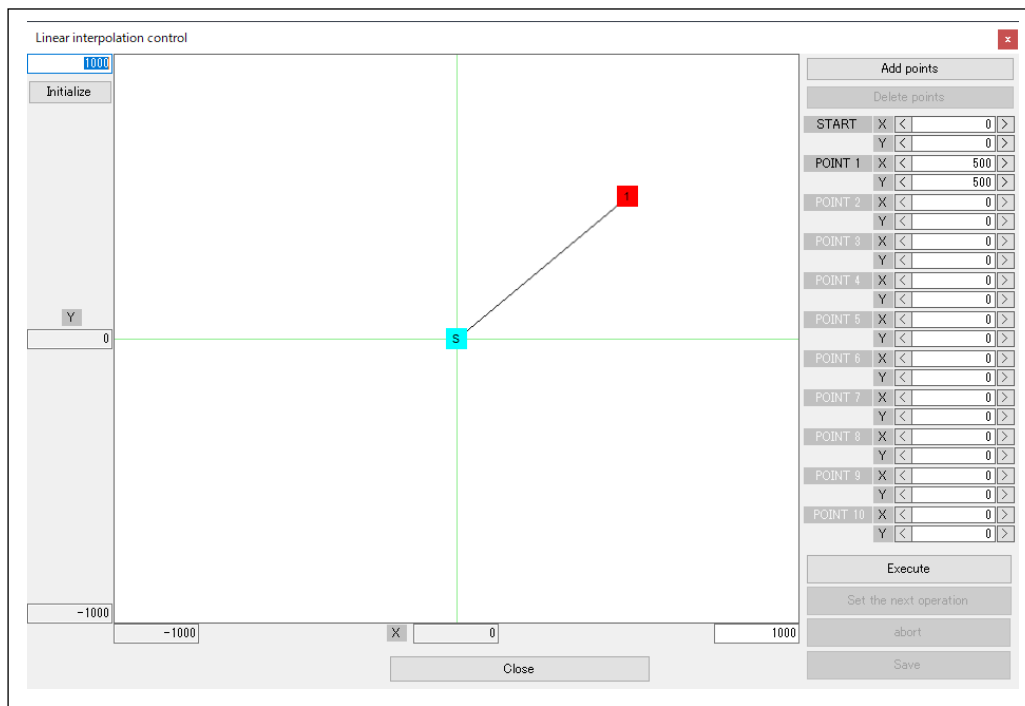 Linear interpolation control
x
1000
Initialize
Y
0
-1000
-1000
X
0
1000
S
1
Close
Add points
Delete points
START X < 0 >
Y < 0 >
POINT 1 X < 500 >
Y < 500 >
POINT 2 X < 0 >
Y < 0 >
POINT 3 X < 0 >
Y < 0 >
POINT 4 X < 0 >
Y < 0 >
POINT 5 X < 0 >
Y < 0 >
POINT 6 X < 0 >
Y < 0 >
POINT 7 X < 0 >
Y < 0 >
POINT 8 X < 0 >
Y < 0 >
POINT 9 X < 0 >
Y < 0 >
POINT 10 X < 0 >
Y < 0 >
Execute
Set the next operation
abort
Save